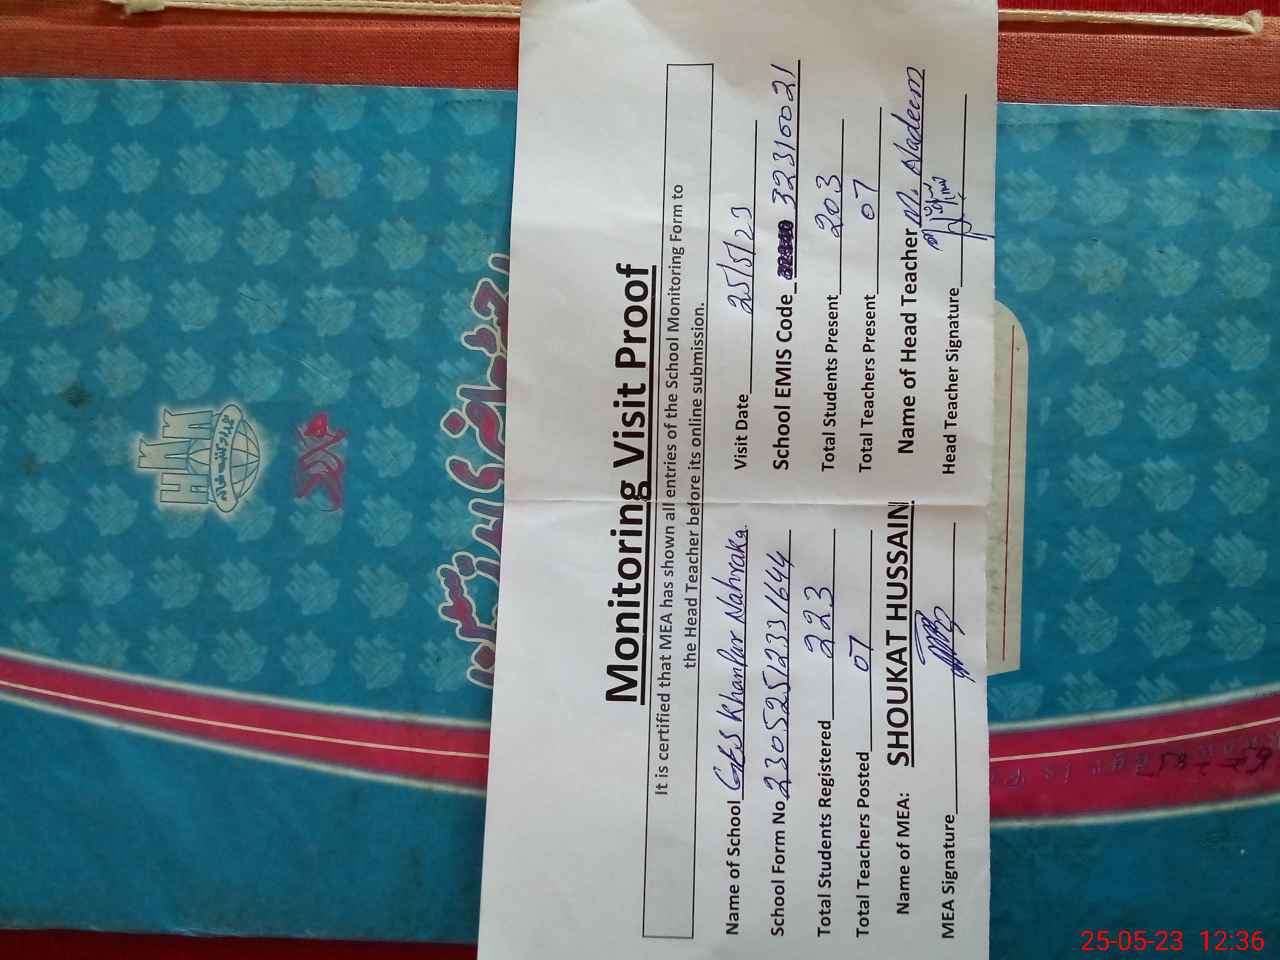 Monitoring Visit Proof
It is certified that MEA has shown all entries of the School Monitoring Form to
the Head Teacher before its online submission.
Name of School GES Khanpur Nahraka Visit Date 25/5/23
School Form No 230525123331644 School EMIS Code 32310021
Total Students Registered 223 Total Students Present 203
Total Teachers Posted 07 Total Teachers Present 07
Name of MEA: SHOUKAT HUSSAIN Name of Head Teacher M. Nadeem
MEA Signature Head Teacher Signature
25-05-23 12:36